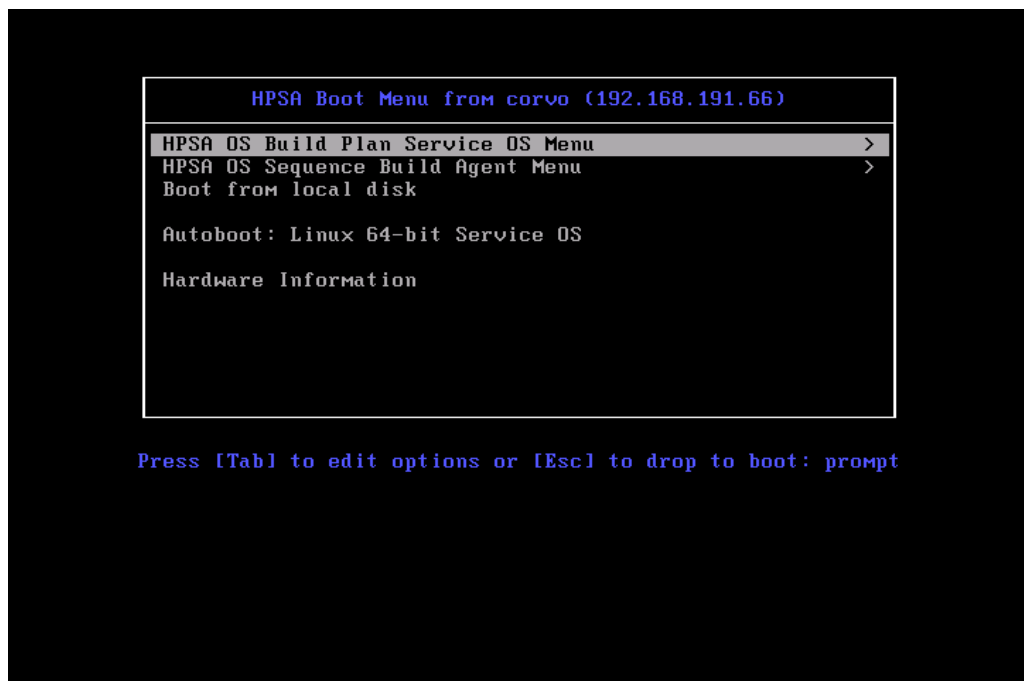 HPSA Boot Menu from corvo (192.168.191.66)
HPSA OS Build Plan Service OS Menu >
HPSA OS Sequence Build Agent Menu >
Boot from local disk
Autoboot: Linux 64-bit Service OS
Hardware Information
Press [Tab] to edit options or [Esc] to drop to boot: prompt